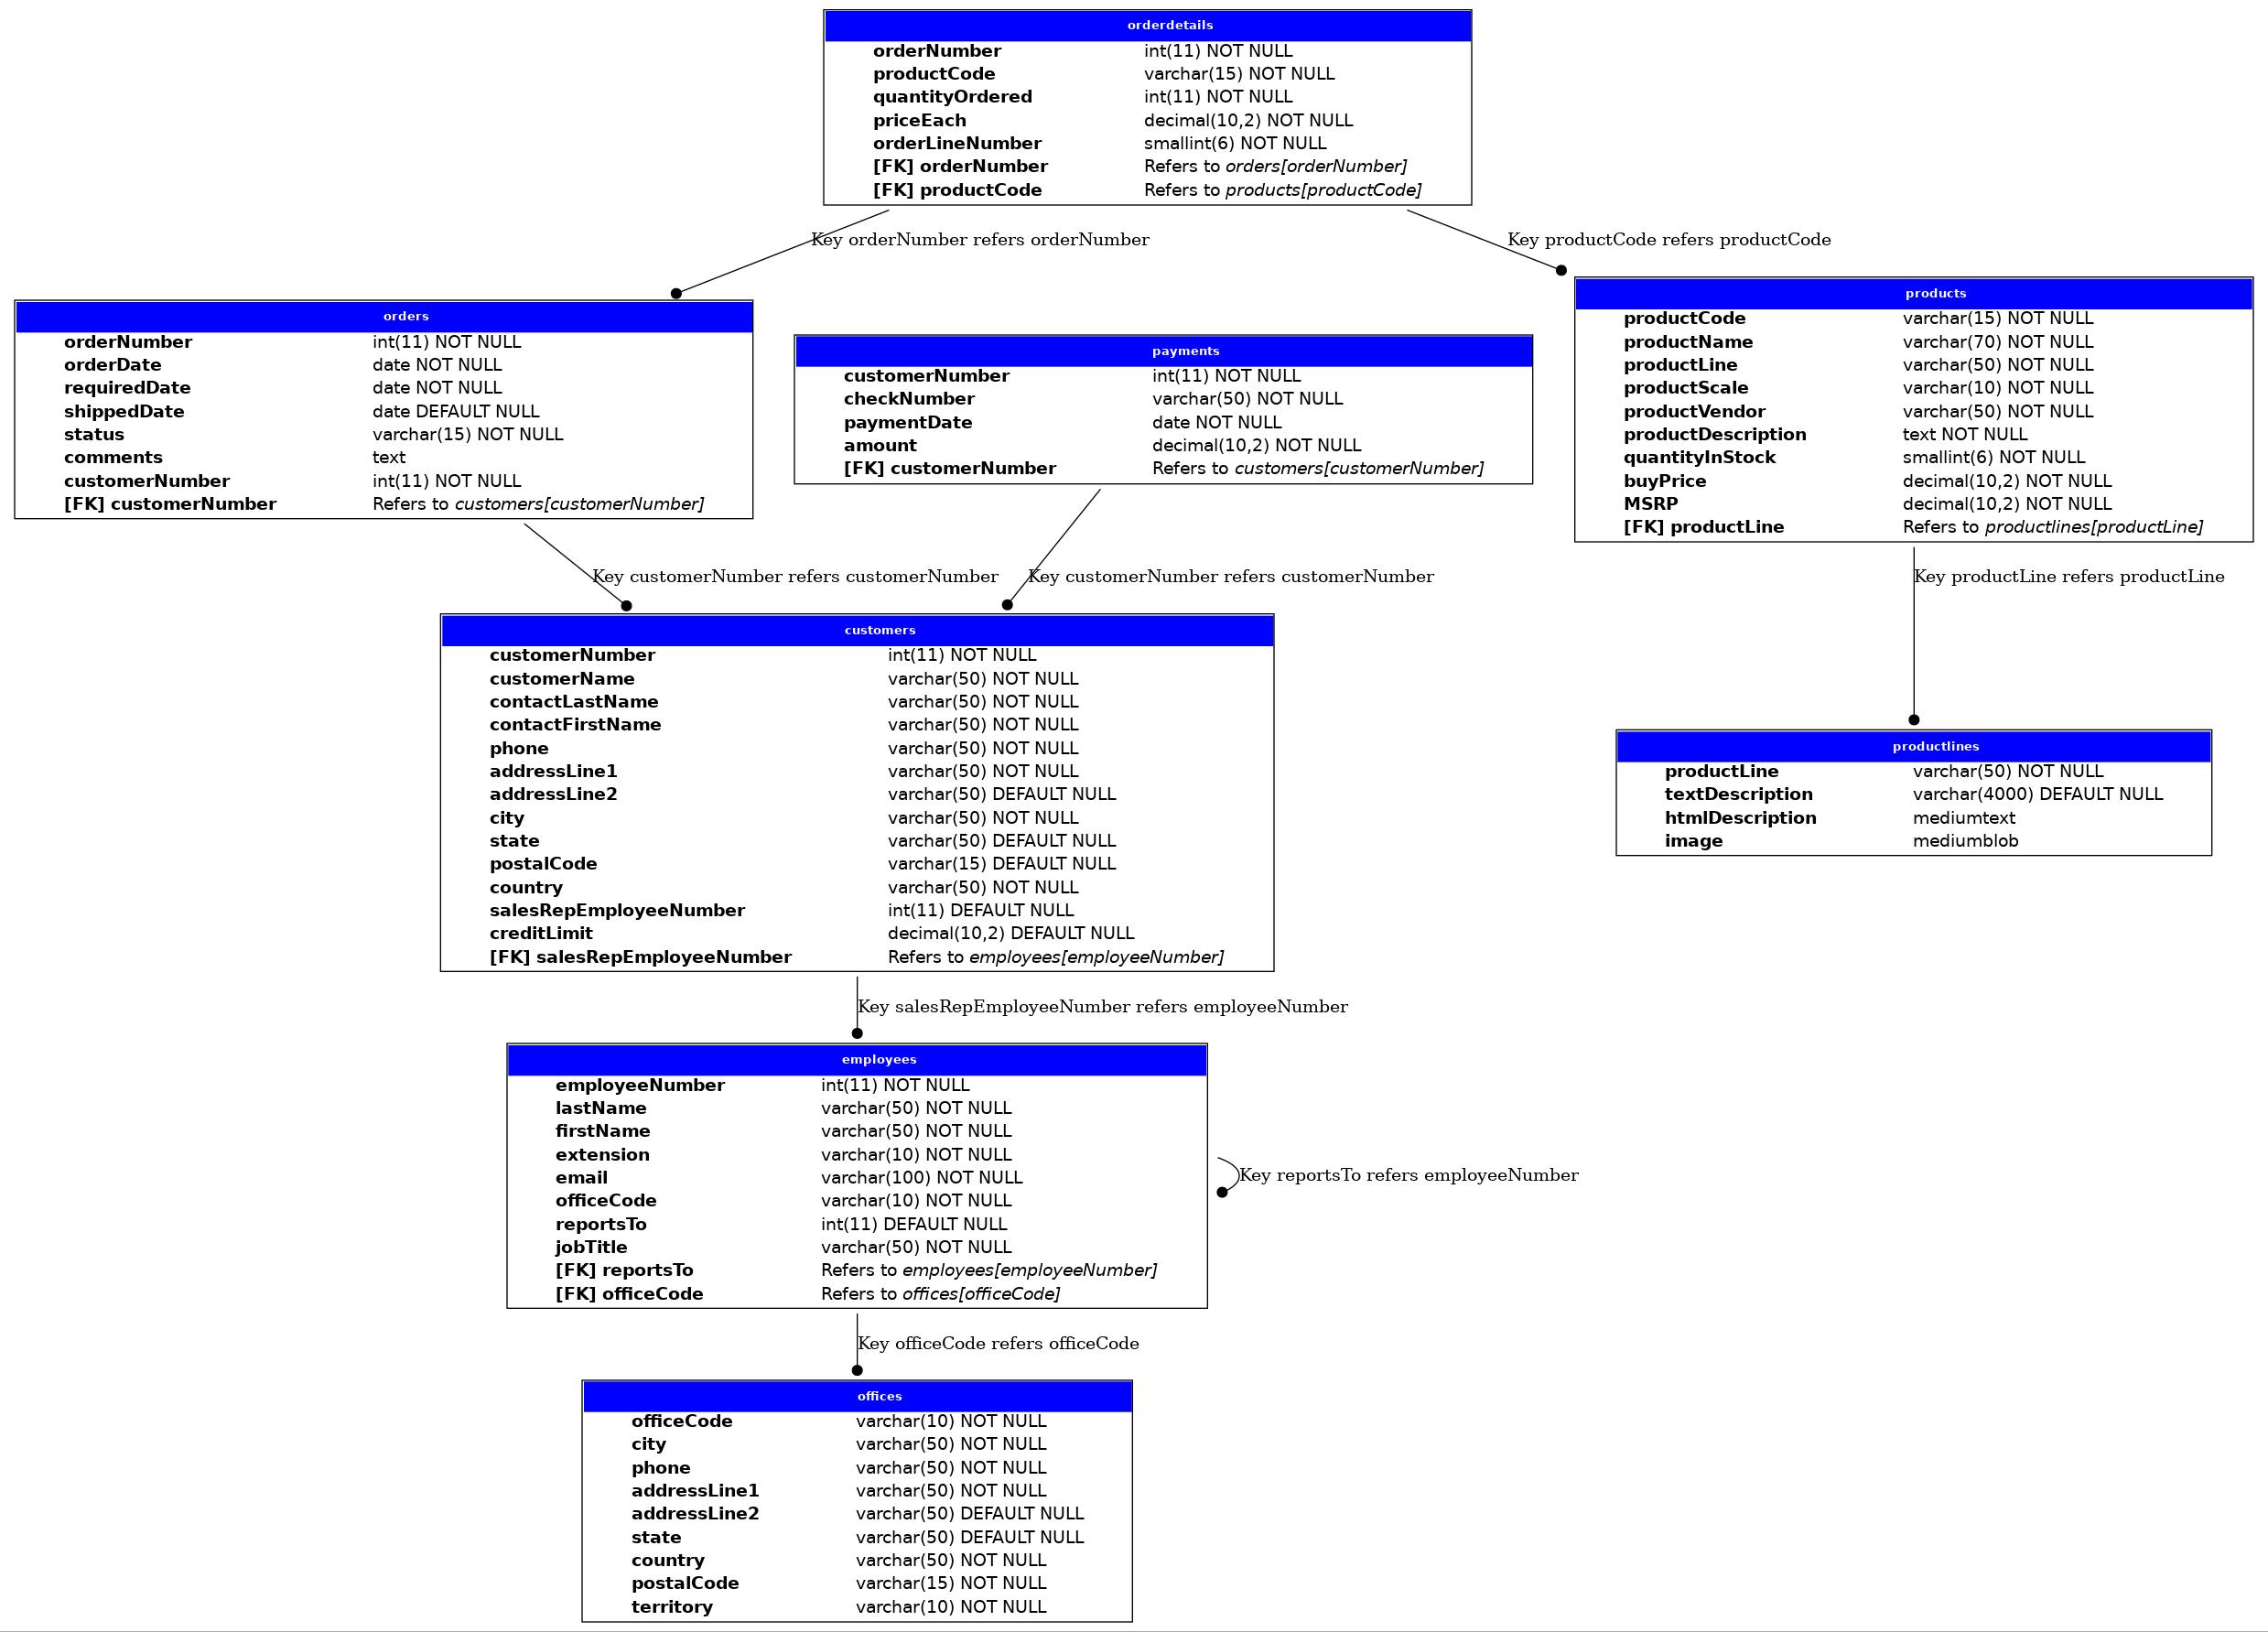 orderdetails
orderNumber int(11) NOT NULL
productCode varchar(15) NOT NULL
quantityOrdered int(11) NOT NULL
priceEach decimal(10,2) NOT NULL
orderLineNumber smallint(6) NOT NULL
[FK] orderNumber Refers to orders[orderNumber]
[FK] productCode Refers to products[productCode]
Key orderNumber refers orderNumber
Key productCode refers productCode
orders
orderNumber int(11) NOT NULL
orderDate date NOT NULL
requiredDate date NOT NULL
shippedDate date DEFAULT NULL
status varchar(15) NOT NULL
comments text
customerNumber int(11) NOT NULL
[FK] customerNumber Refers to customers[customerNumber]
payments
customerNumber int(11) NOT NULL
checkNumber varchar(50) NOT NULL
paymentDate date NOT NULL
amount decimal(10,2) NOT NULL
[FK] customerNumber Refers to customers[customerNumber]
products
productCode varchar(15) NOT NULL
productName varchar(70) NOT NULL
productLine varchar(50) NOT NULL
productScale varchar(10) NOT NULL
productVendor varchar(50) NOT NULL
productDescription text NOT NULL
quantityInStock smallint(6) NOT NULL
buyPrice decimal(10,2) NOT NULL
MSRP decimal(10,2) NOT NULL
[FK] productLine Refers to productlines[productLine]
Key customerNumber refers customerNumber
Key customerNumber refers customerNumber
Key productLine refers productLine
customers
customerNumber int(11) NOT NULL
customerName varchar(50) NOT NULL
contactLastName varchar(50) NOT NULL
contactFirstName varchar(50) NOT NULL
phone varchar(50) NOT NULL
addressLine1 varchar(50) NOT NULL
addressLine2 varchar(50) DEFAULT NULL
city varchar(50) NOT NULL
state varchar(50) DEFAULT NULL
postalCode varchar(15) DEFAULT NULL
country varchar(50) NOT NULL
salesRepEmployeeNumber int(11) DEFAULT NULL
creditLimit decimal(10,2) DEFAULT NULL
[FK] salesRepEmployeeNumber Refers to employees[employeeNumber]
productlines
productLine varchar(50) NOT NULL
textDescription varchar(4000) DEFAULT NULL
htmlDescription mediumtext
image mediumblob
Key salesRepEmployeeNumber refers employeeNumber
employees
employeeNumber int(11) NOT NULL
lastName varchar(50) NOT NULL
firstName varchar(50) NOT NULL
extension varchar(10) NOT NULL
email varchar(100) NOT NULL
officeCode varchar(10) NOT NULL
reportsTo int(11) DEFAULT NULL
jobTitle varchar(50) NOT NULL
[FK] reportsTo Refers to employees[employeeNumber]
[FK] officeCode Refers to offices[officeCode]
Key reportsTo refers employeeNumber
Key officeCode refers officeCode
offices
officeCode varchar(10) NOT NULL
city varchar(50) NOT NULL
phone varchar(50) NOT NULL
addressLine1 varchar(50) NOT NULL
addressLine2 varchar(50) DEFAULT NULL
state varchar(50) DEFAULT NULL
country varchar(50) NOT NULL
postalCode varchar(15) NOT NULL
territory varchar(10) NOT NULL